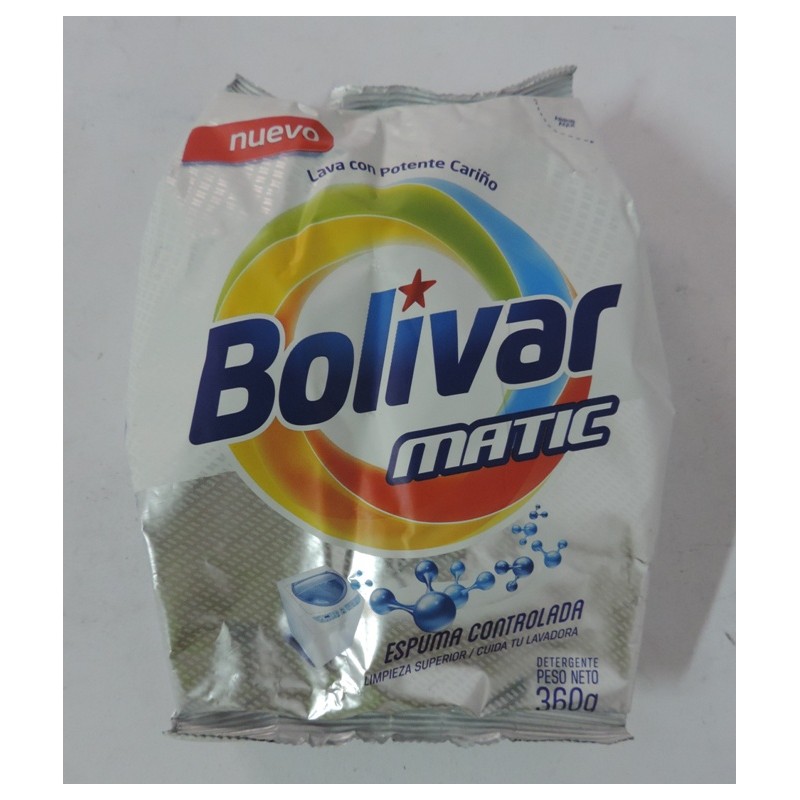 nuevo
Lava con Potente Cariño
Bolivar
MATIC
ESPUMA CONTROLADA
LIMPIEZA SUPERIOR / CUIDA TU LAVADORA
DETERGENTE
PESO NETO
360g